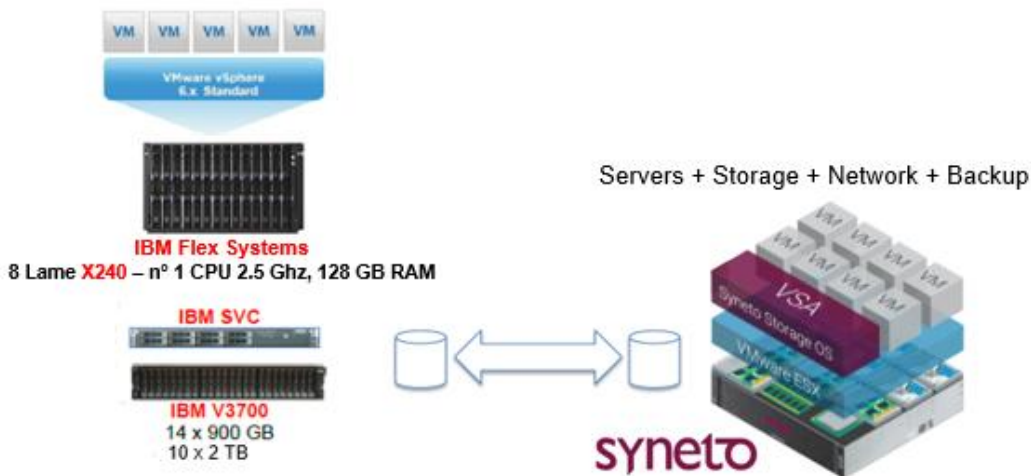 VM VM VM VM VM
VMware vSphere
6.x Standard
IBM Flex Systems
8 Lame X240 – n° 1 CPU 2.5 Ghz, 128 GB RAM
IBM SVC
IBM V3700
14 x 900 GB
10 x 2 TB
Servers + Storage + Network + Backup
VM VM VM VM VM VM VM VM
VSA
Syneto Storage OS
VMware ESX
syneto